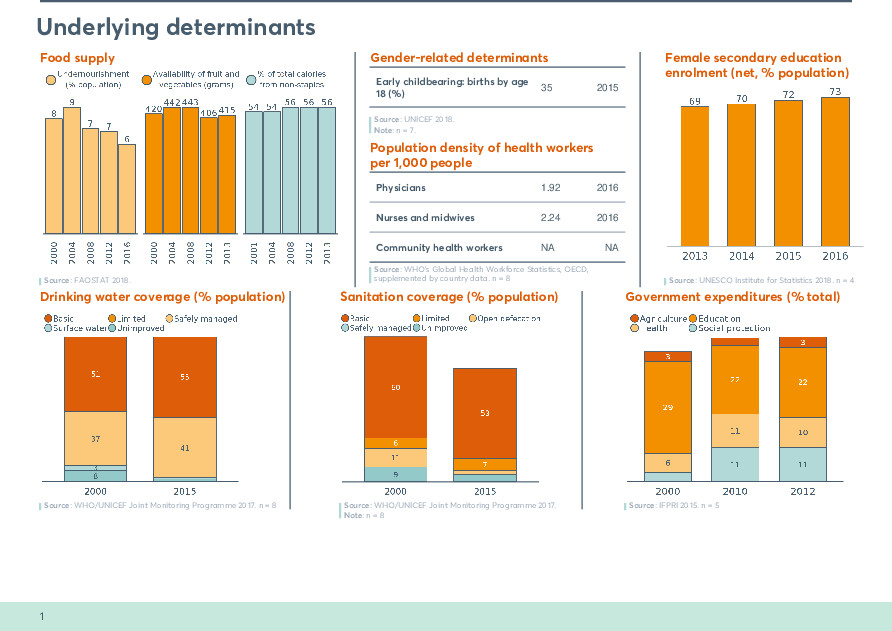 Underlying determinants
Food supply
Undernourishment (% population)
Availability of fruit and vegetables (grams)
% of total calories from non-staples
8 9 7 7 6
420 442 443 406 415
54 54 56 56 56
2000 2004 2008 2012 2016
2000 2004 2008 2012 2013
2001 2004 2008 2012 2013
Source: FAOSTAT 2018.
Gender-related determinants
Early childbearing: births by age 18 (%) 35 2015
Source: UNICEF 2018.
Note: n = 7.
Population density of health workers
per 1,000 people
Physicians 1.92 2016
Nurses and midwives 2.24 2016
Community health workers NA NA
Source: WHO's Global Health Workforce Statistics, OECD,
supplemented by country data. n = 8
Female secondary education
enrolment (net, % population)
69 70 72 73
2013 2014 2015 2016
Source: UNESCO Institute for Statistics 2018. n = 4
Drinking water coverage (% population)
Basic Limited Safely managed
Surface water Unimproved
51 55
37 41
8
2000 2015
Source: WHO/UNICEF Joint Monitoring Programme 2017. n = 8
Sanitation coverage (% population)
Basic Limited Open defecation
Safely managed Unimproved
60 53
6 7
11
9
2000 2015
Source: WHO/UNICEF Joint Monitoring Programme 2017.
Note: n = 8
Government expenditures (% total)
Agriculture Education
Health Social protection
3 3
29 22 22
6 11 10
11 11
2000 2010 2012
Source: IFPRI 2015. n = 5
1